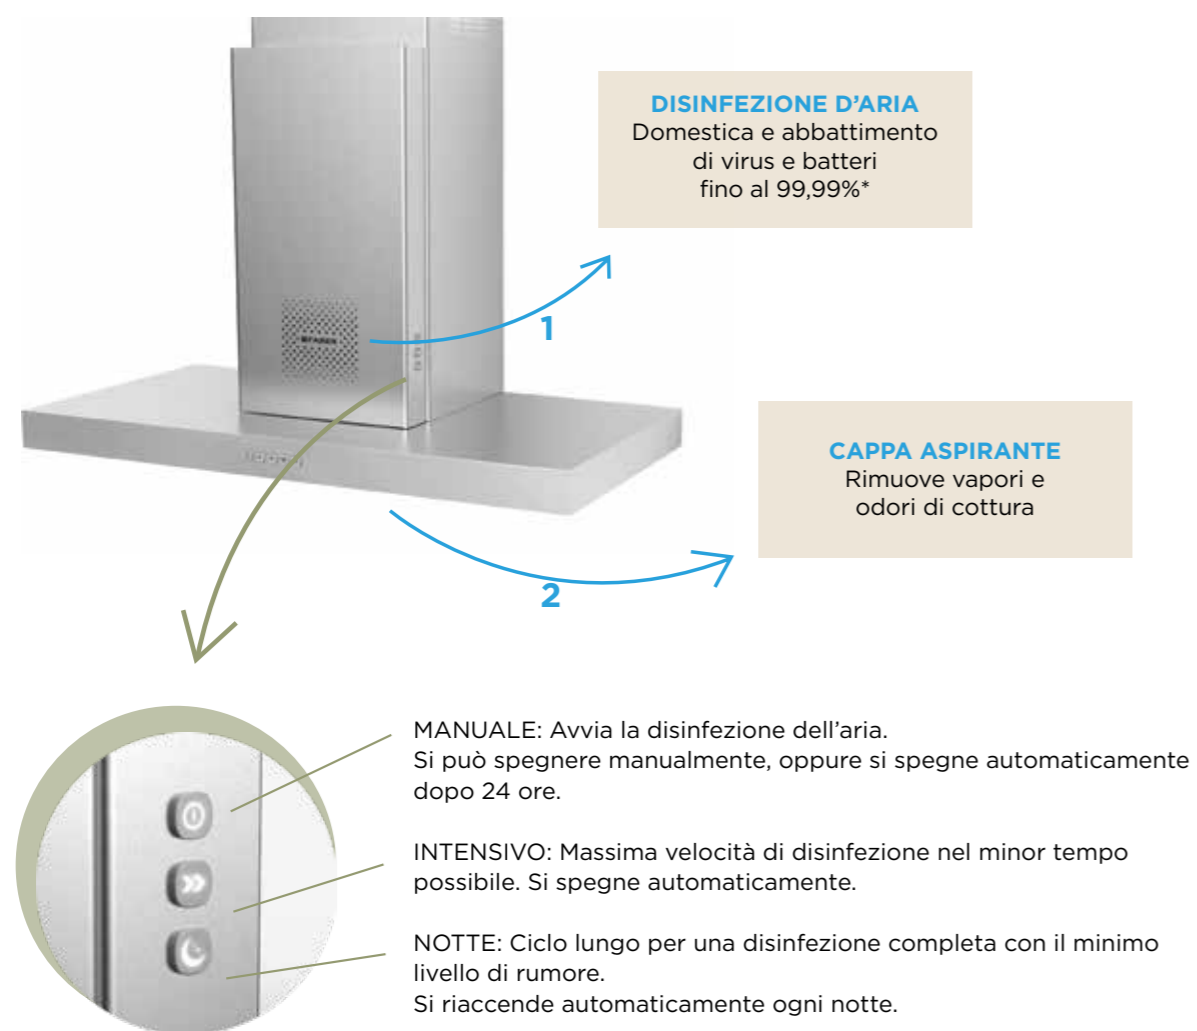 DISINFEZIONE D'ARIA
Domestica e abbattimento
di virus e batteri
fino al 99,99%*
FABER
1
CAPPA ASPIRANTE
Rimuove vapori e
odori di cottura
2
MANUALE: Avvia la disinfezione dell'aria.
Si può spegnere manualmente, oppure si spegne automaticamente
dopo 24 ore.
INTENSIVO: Massima velocità di disinfezione nel minor tempo
possibile. Si spegne automaticamente.
NOTTE: Ciclo lungo per una disinfezione completa con il minimo
livello di rumore.
Si riaccende automaticamente ogni notte.